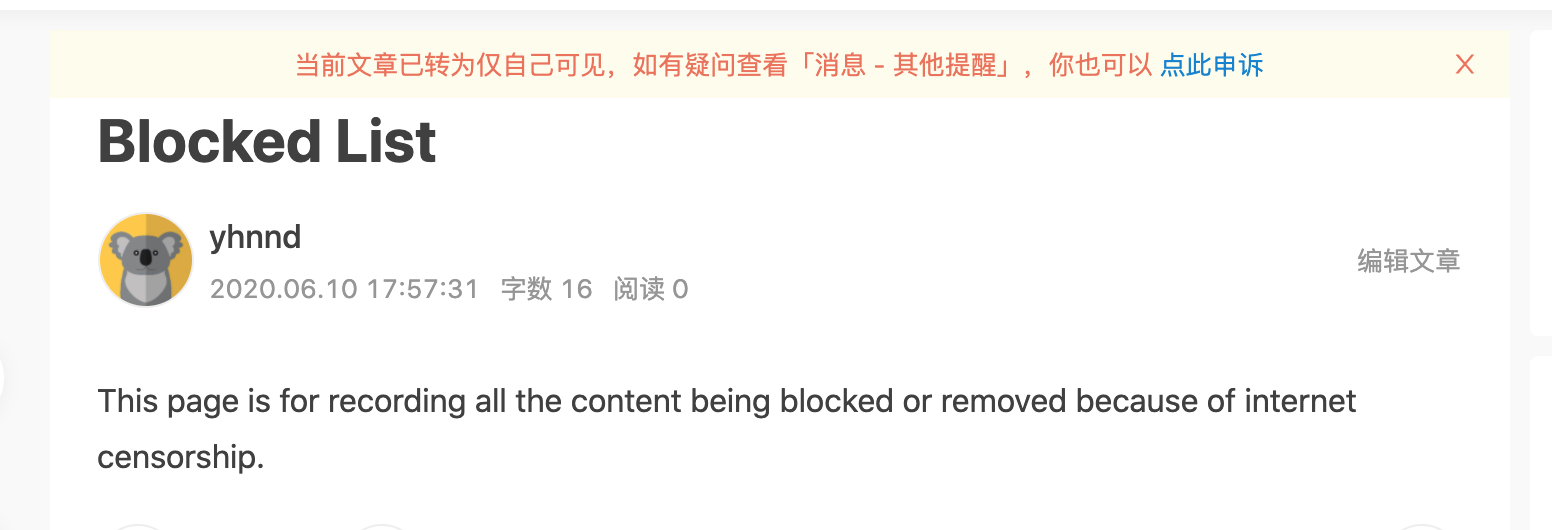 当前文章已转为仅自己可见，如有疑问查看「消息 - 其他提醒」，你也可以 点此申诉
Blocked List
yhnnd
编辑文章
2020.06.10 17:57:31 字数 16 阅读 0
This page is for recording all the content being blocked or removed because of internet
censorship.